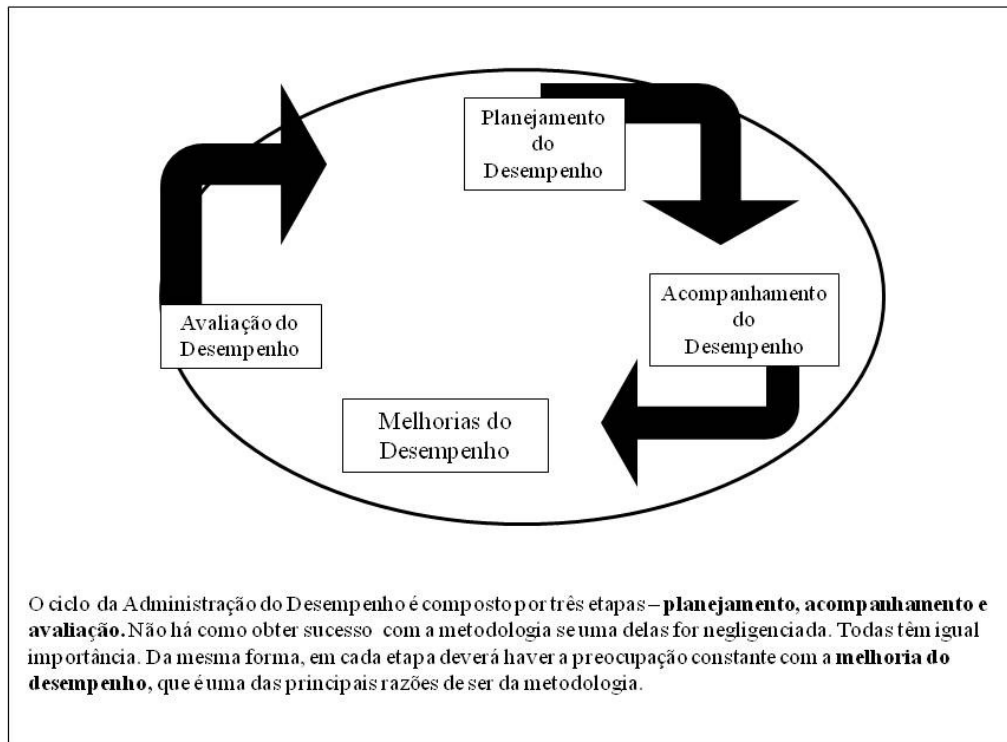 Planejamento
do
Desempenho
Acompanhamento
do
Desempenho
Avaliação do
Desempenho
Melhorias do
Desempenho
O ciclo da Administração do Desempenho é composto por três etapas – planejamento, acompanhamento e
avaliação. Não há como obter sucesso com a metodologia se uma delas for negligenciada. Todas têm igual
importância. Da mesma forma, em cada etapa deverá haver a preocupação constante com a melhoria do
desempenho, que é uma das principais razões de ser da metodologia.